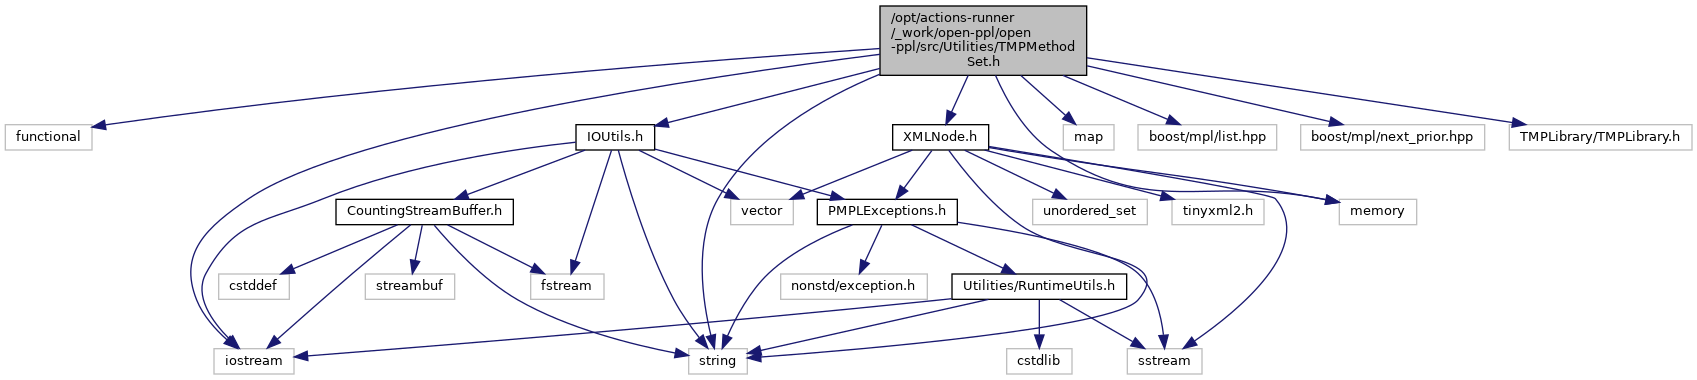 /opt/actions-runner
/_work/open-ppl/open
-ppl/src/Utilities/TMPMethod
Set.h
functional
IOUtils.h
XMLNode.h
map
boost/mpl/list.hpp
boost/mpl/next_prior.hpp
TMPLibrary/TMPLibrary.h
CountingStreamBuffer.h
vector
PMPLExceptions.h
unordered_set
tinyxml2.h
memory
cstddef
streambuf
fstream
nonstd/exception.h
Utilities/RuntimeUtils.h
iostream
string
cstdlib
sstream